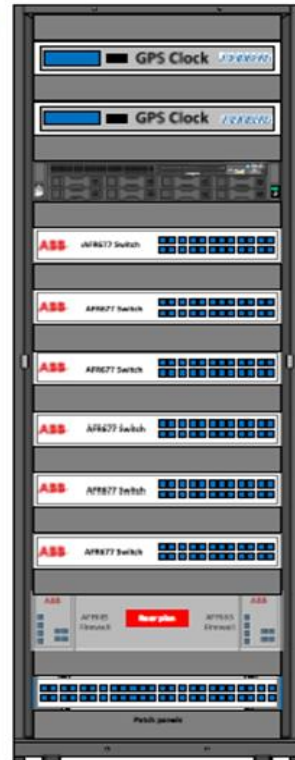 GPS Clock
GPS Clock
ABB AFR677 Switch
ABB AFR677 Switch
ABB AFR677 Switch
ABB AFR677 Switch
ABB AFR677 Switch
ABB AFR677 Switch
ABB ABB
Firewall Firewall
Patch panels